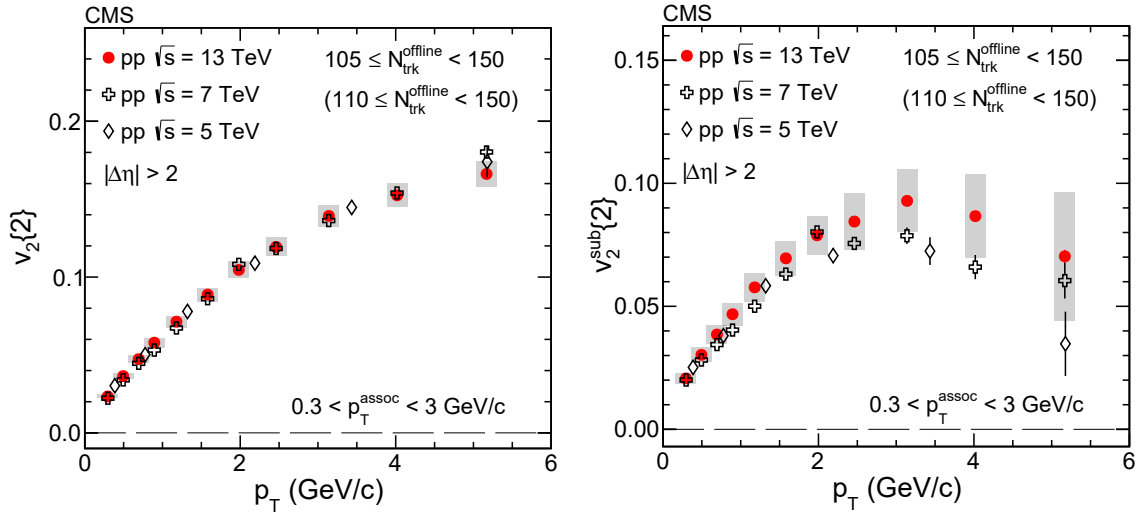 CMS
pp √s = 13 TeV
pp √s = 7 TeV
pp √s = 5 TeV
105 ≤ N_trk^offline < 150
(110 ≤ N_trk^offline < 150)
|Δη| > 2
0.3 < p_T^assoc < 3 GeV/c
v_2{2}
0.2
0.1
0.0
0 2 4 6
p_T (GeV/c)
CMS
pp √s = 13 TeV
pp √s = 7 TeV
pp √s = 5 TeV
105 ≤ N_trk^offline < 150
(110 ≤ N_trk^offline < 150)
|Δη| > 2
0.3 < p_T^assoc < 3 GeV/c
v_2^sub{2}
0.15
0.10
0.05
0.00
0 2 4 6
p_T (GeV/c)